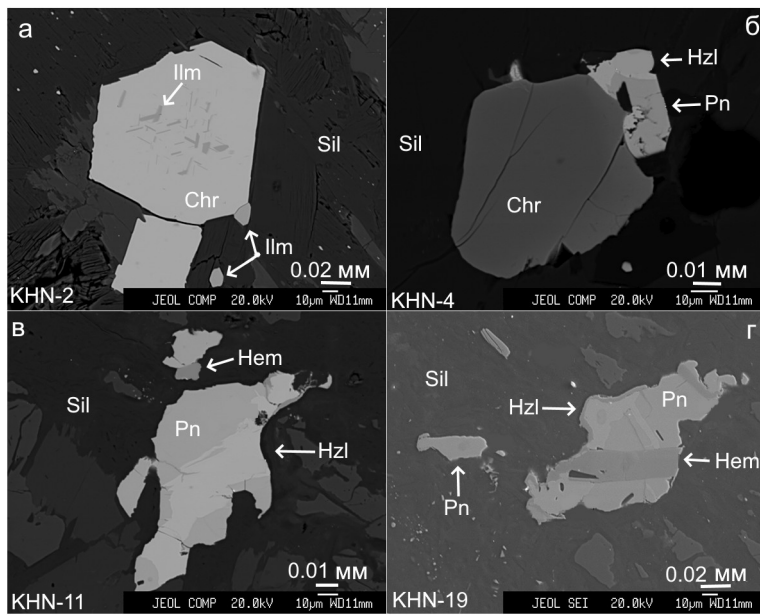 а
Ilm
Sil
Chr
Ilm
0.02 мм
KHN-2
JEOL COMP 20.0kV 10µm WD11mm
б
Hzl
Pn
Sil
Chr
0.01 мм
KHN-4
JEOL COMP 20.0kV 10µm WD11mm
в
Hem
Sil
Pn
Hzl
0.01 мм
KHN-11
JEOL COMP 20.0kV 10µm WD11mm
г
Sil
Pn
Hzl
Hem
Pn
0.02 мм
KHN-19
JEOL SEI 20.0kV 10µm WD11mm